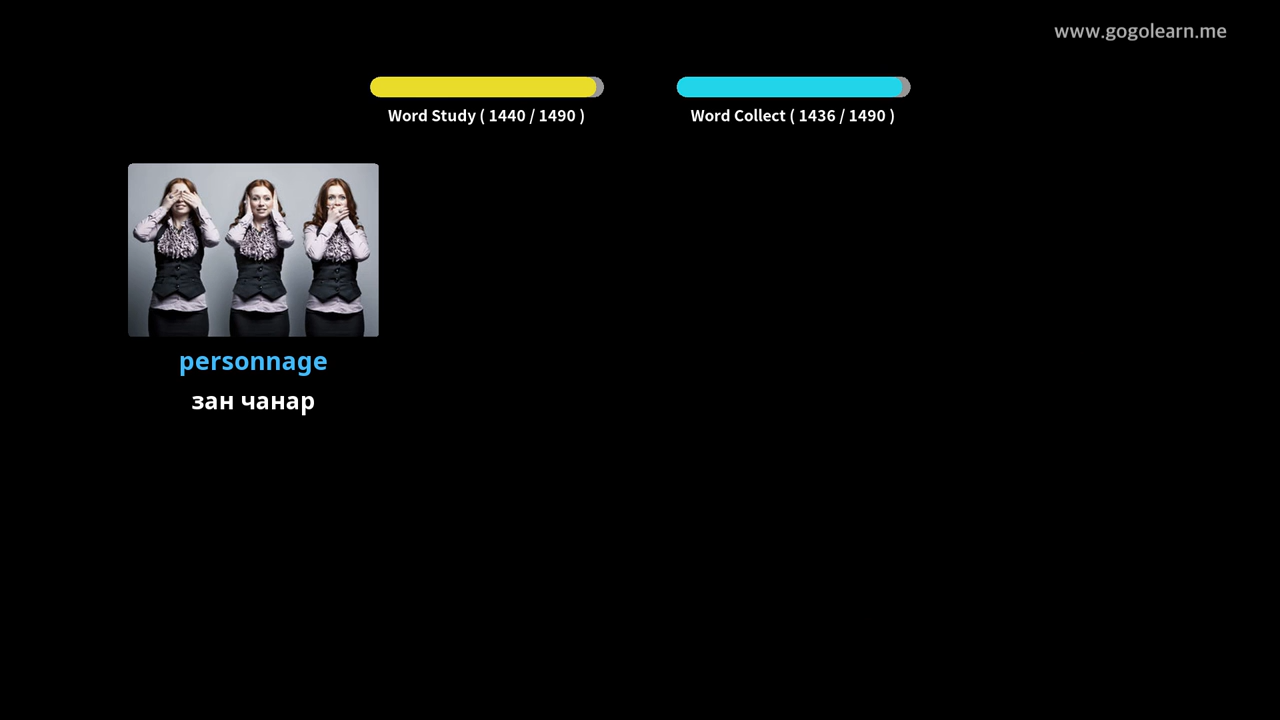 www.gogolearn.me
Word Study ( 1440 / 1490 )
Word Collect ( 1436 / 1490 )
personnage
зан чанар